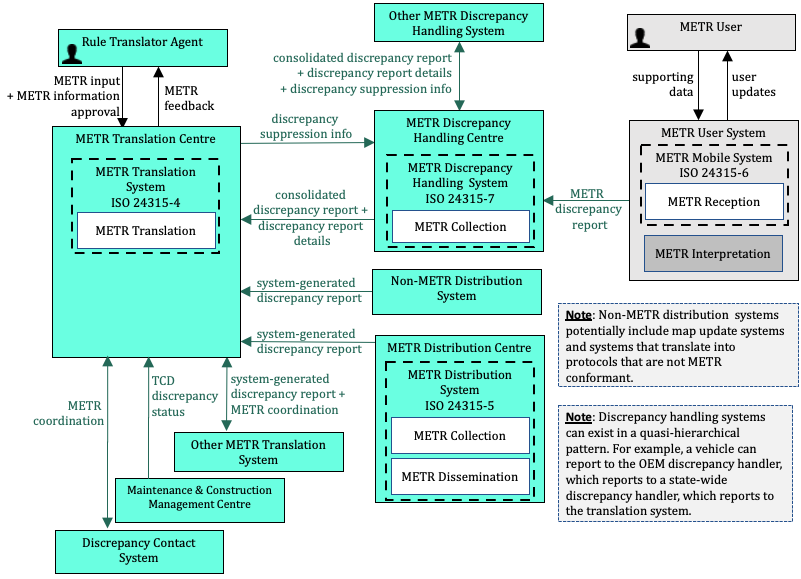 Other METR Discrepancy
Handling System
Rule Translator Agent
METR User
consolidated discrepancy report
+ discrepancy report details
+ discrepancy suppression info
METR input
+ METR information
approval
METR
feedback
supporting
data
user
updates
discrepancy
suppression info
METR Translation Centre
METR Translation
System
ISO 24315-4
METR Translation
METR Discrepancy
Handling Centre
METR Discrepancy
Handling System
ISO 24315-7
METR Collection
METR User System
METR Mobile System
ISO 24315-6
METR Reception
METR Interpretation
METR
discrepancy
report
consolidated
discrepancy report +
discrepancy report
details
system-generated
discrepancy report
Non-METR Distribution
System
system-generated
discrepancy report
METR Distribution Centre
METR Distribution
System
ISO 24315-5
METR Collection
METR Dissemination
Note: Non-METR distribution systems
potentially include map update systems
and systems that translate into
protocols that are not METR
conformant.
Note: Discrepancy handling systems
can exist in a quasi-hierarchical
pattern. For example, a vehicle can
report to the OEM discrepancy handler,
which reports to a state-wide
discrepancy handler, which reports to
the translation system.
METR
coordination
TCD
discrepancy
status
system-generated
discrepancy report +
METR coordination
Other METR Translation
System
Maintenance & Construction
Management Centre
Discrepancy Contact
System